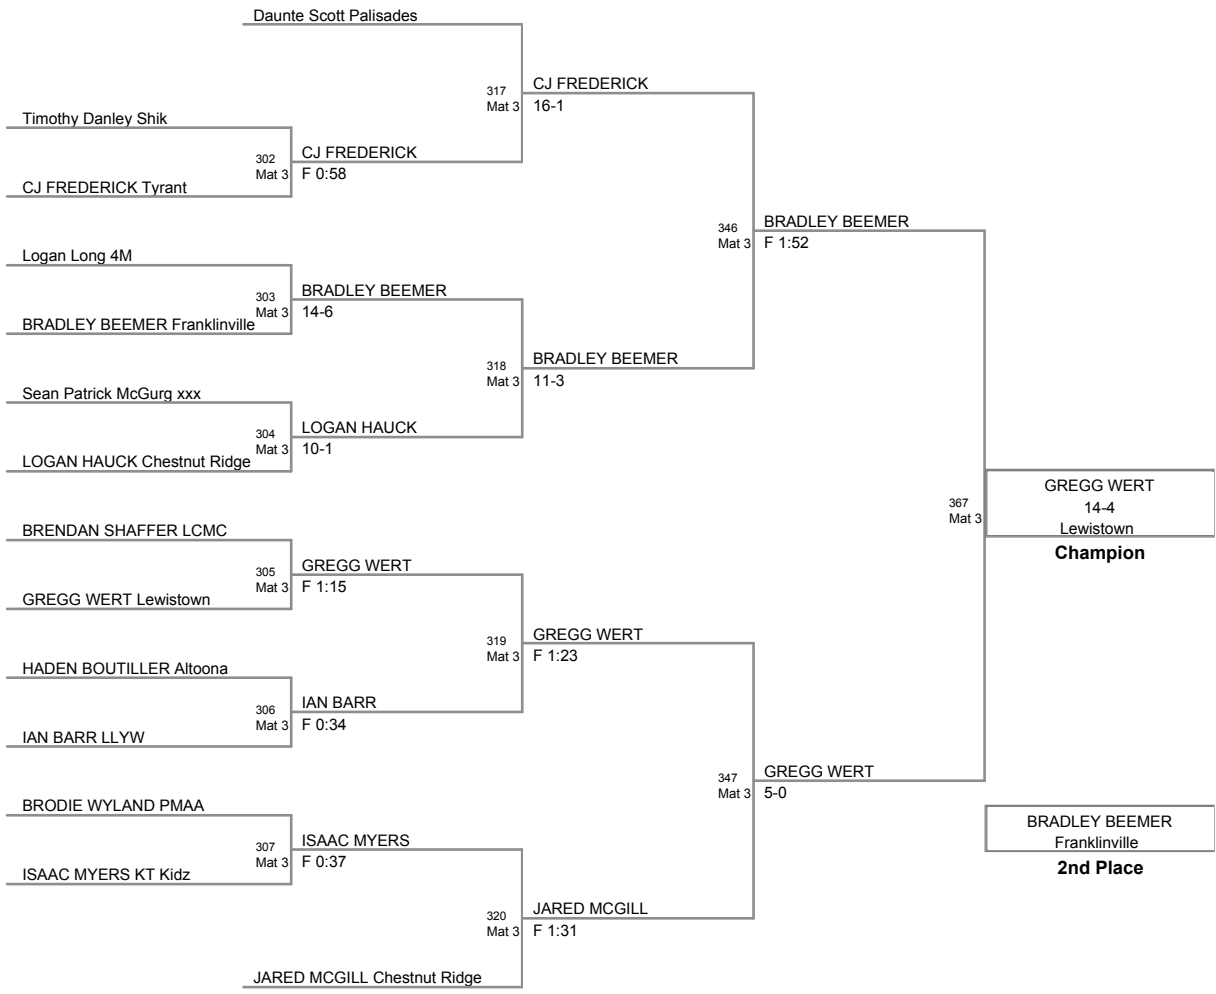 Daunte Scott Palisades
317
Mat 3
CJ FREDERICK
16-1
Timothy Danley Shik
302
Mat 3
CJ FREDERICK
F 0:58
CJ FREDERICK Tyrant
346
Mat 3
BRADLEY BEEMER
F 1:52
Logan Long 4M
303
Mat 3
BRADLEY BEEMER
14-6
BRADLEY BEEMER Franklinville
318
Mat 3
BRADLEY BEEMER
11-3
Sean Patrick McGurg xxx
304
Mat 3
LOGAN HAUCK
10-1
LOGAN HAUCK Chestnut Ridge
367
Mat 3
GREGG WERT
14-4
Lewistown
Champion
BRENDAN SHAFFER LCMC
305
Mat 3
GREGG WERT
F 1:15
GREGG WERT Lewistown
319
Mat 3
GREGG WERT
F 1:23
HADEN BOUTILLER Altoona
306
Mat 3
IAN BARR
F 0:34
IAN BARR LLYW
347
Mat 3
GREGG WERT
5-0
BRODIE WYLAND PMAA
307
Mat 3
ISAAC MYERS
F 0:37
ISAAC MYERS KT Kidz
BRADLEY BEEMER
Franklinville
2nd Place
320
Mat 3
JARED MCGILL
F 1:31
JARED MCGILL Chestnut Ridge